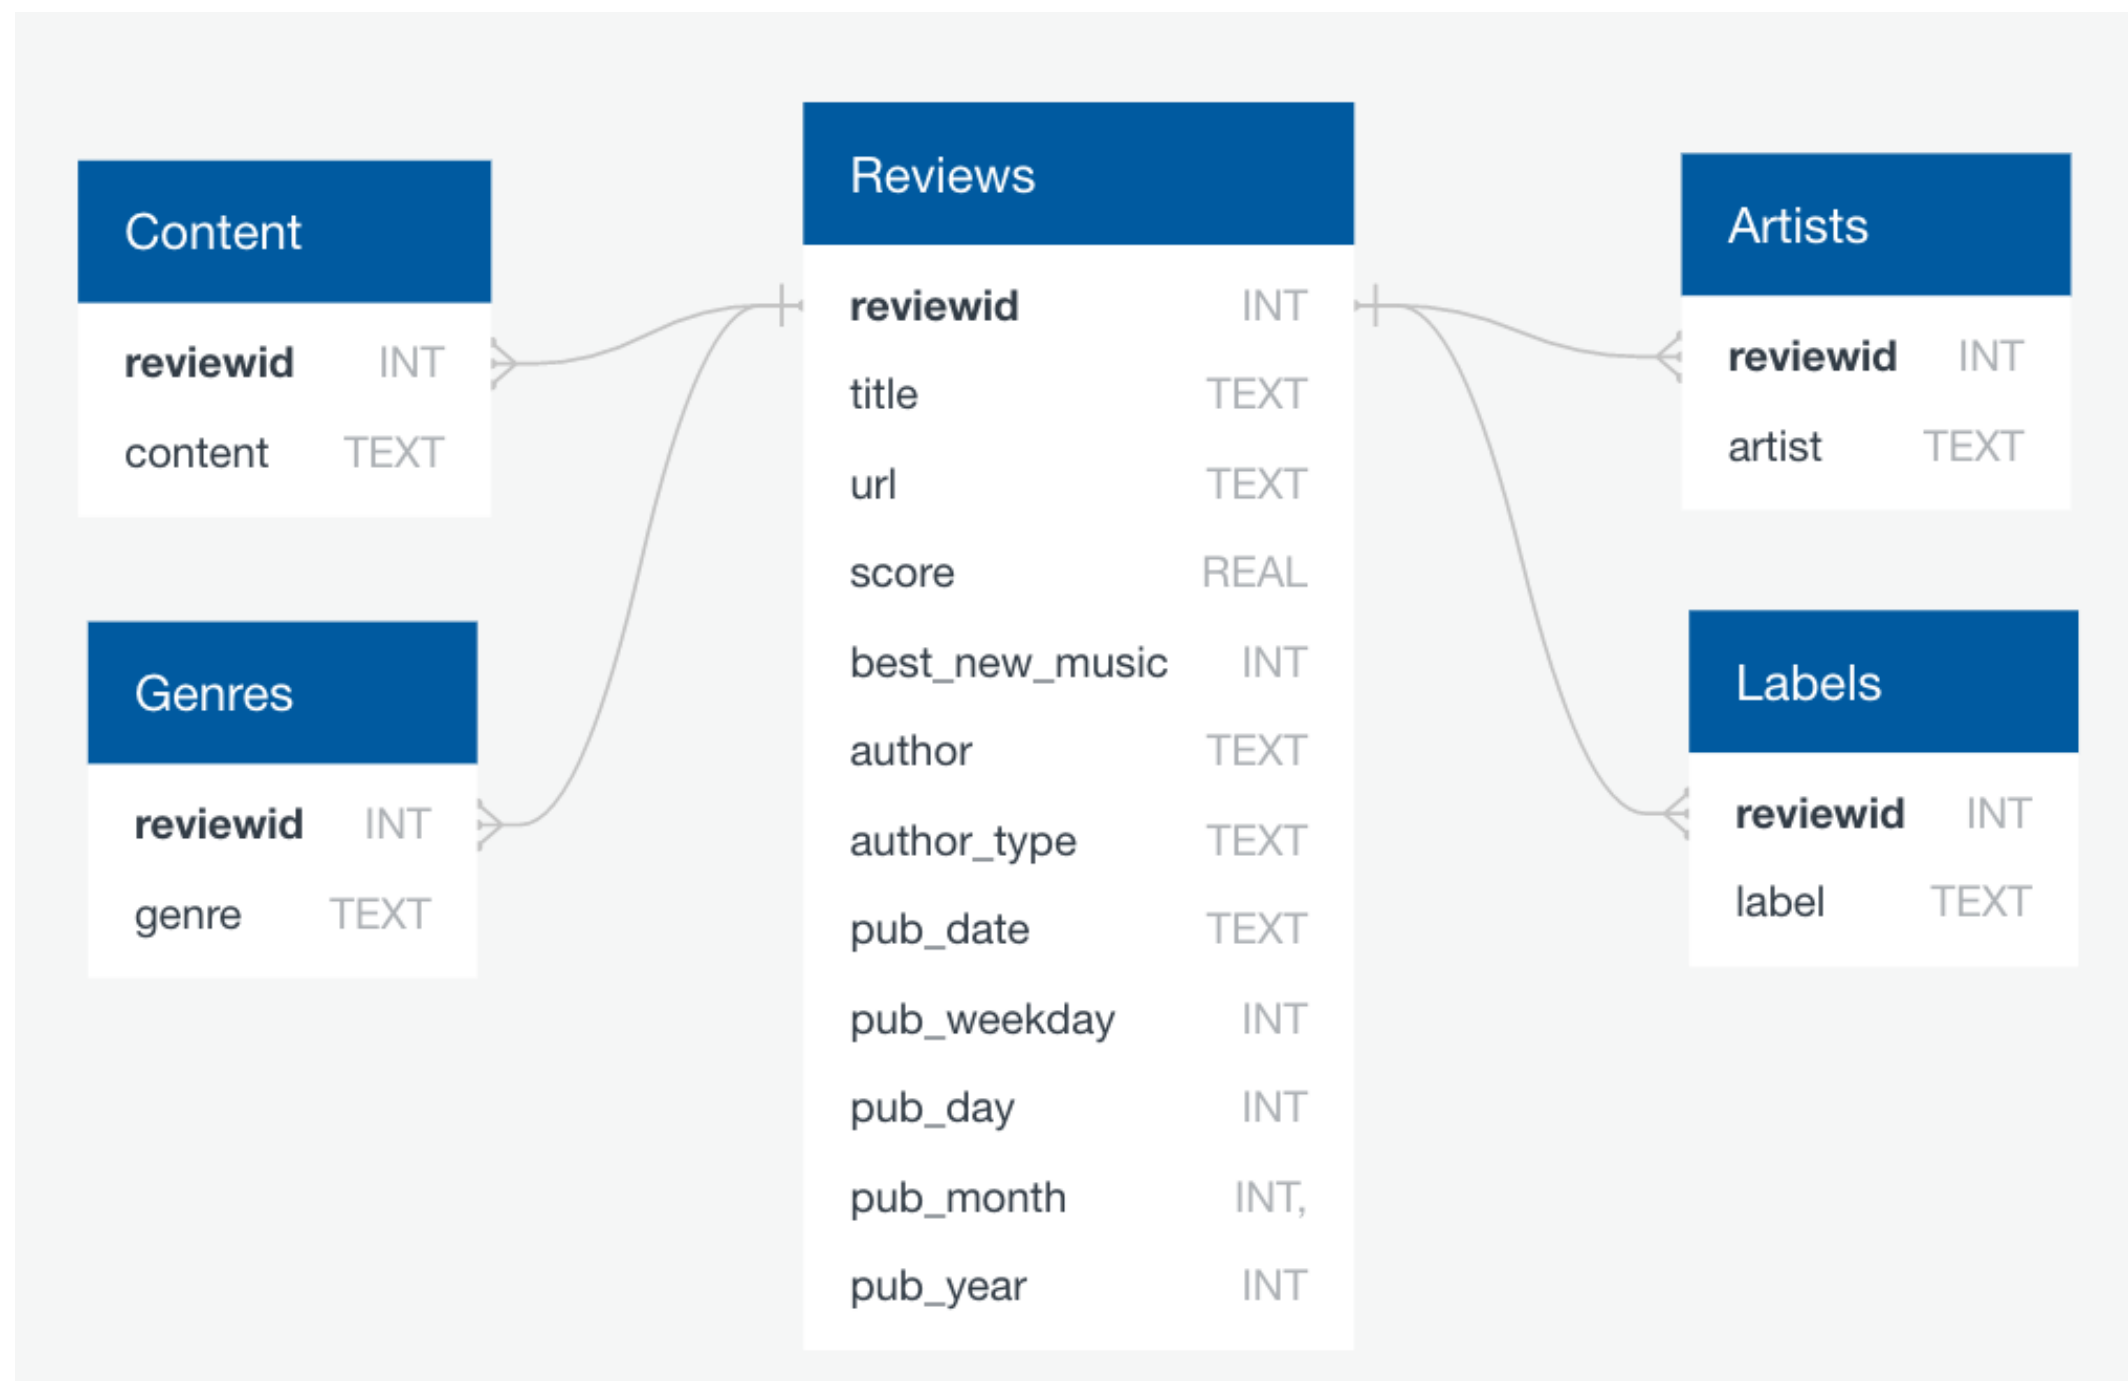 Content
reviewid INT
content TEXT
Genres
reviewid INT
genre TEXT
Reviews
reviewid INT
title TEXT
url TEXT
score REAL
best_new_music INT
author TEXT
author_type TEXT
pub_date TEXT
pub_weekday INT
pub_day INT
pub_month INT,
pub_year INT
Artists
reviewid INT
artist TEXT
Labels
reviewid INT
label TEXT